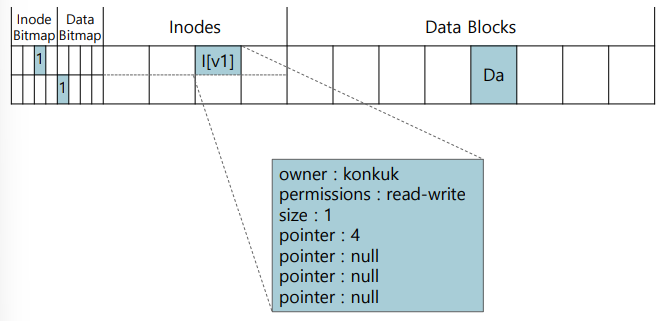 Inode Bitmap
Data Bitmap
Inodes
Data Blocks
1
I[v1]
Da
1
owner : konkuk
permissions : read-write
size : 1
pointer : 4
pointer : null
pointer : null
pointer : null